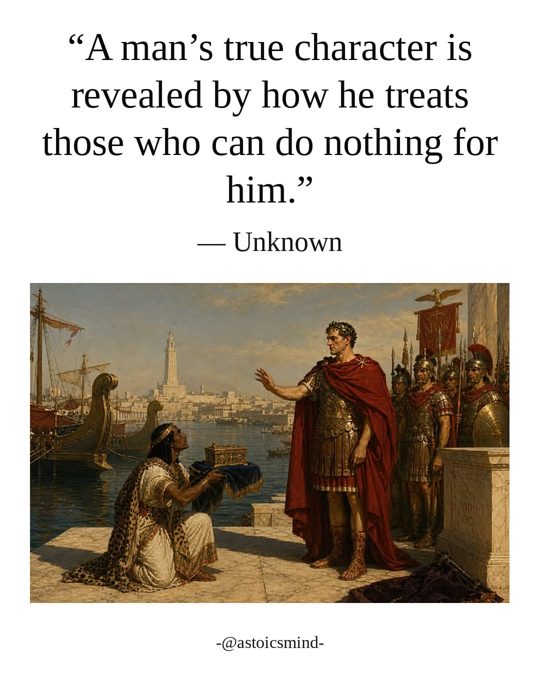 “A man’s true character is
revealed by how he treats
those who can do nothing for
him.”
— Unknown
-@astoicsmind-